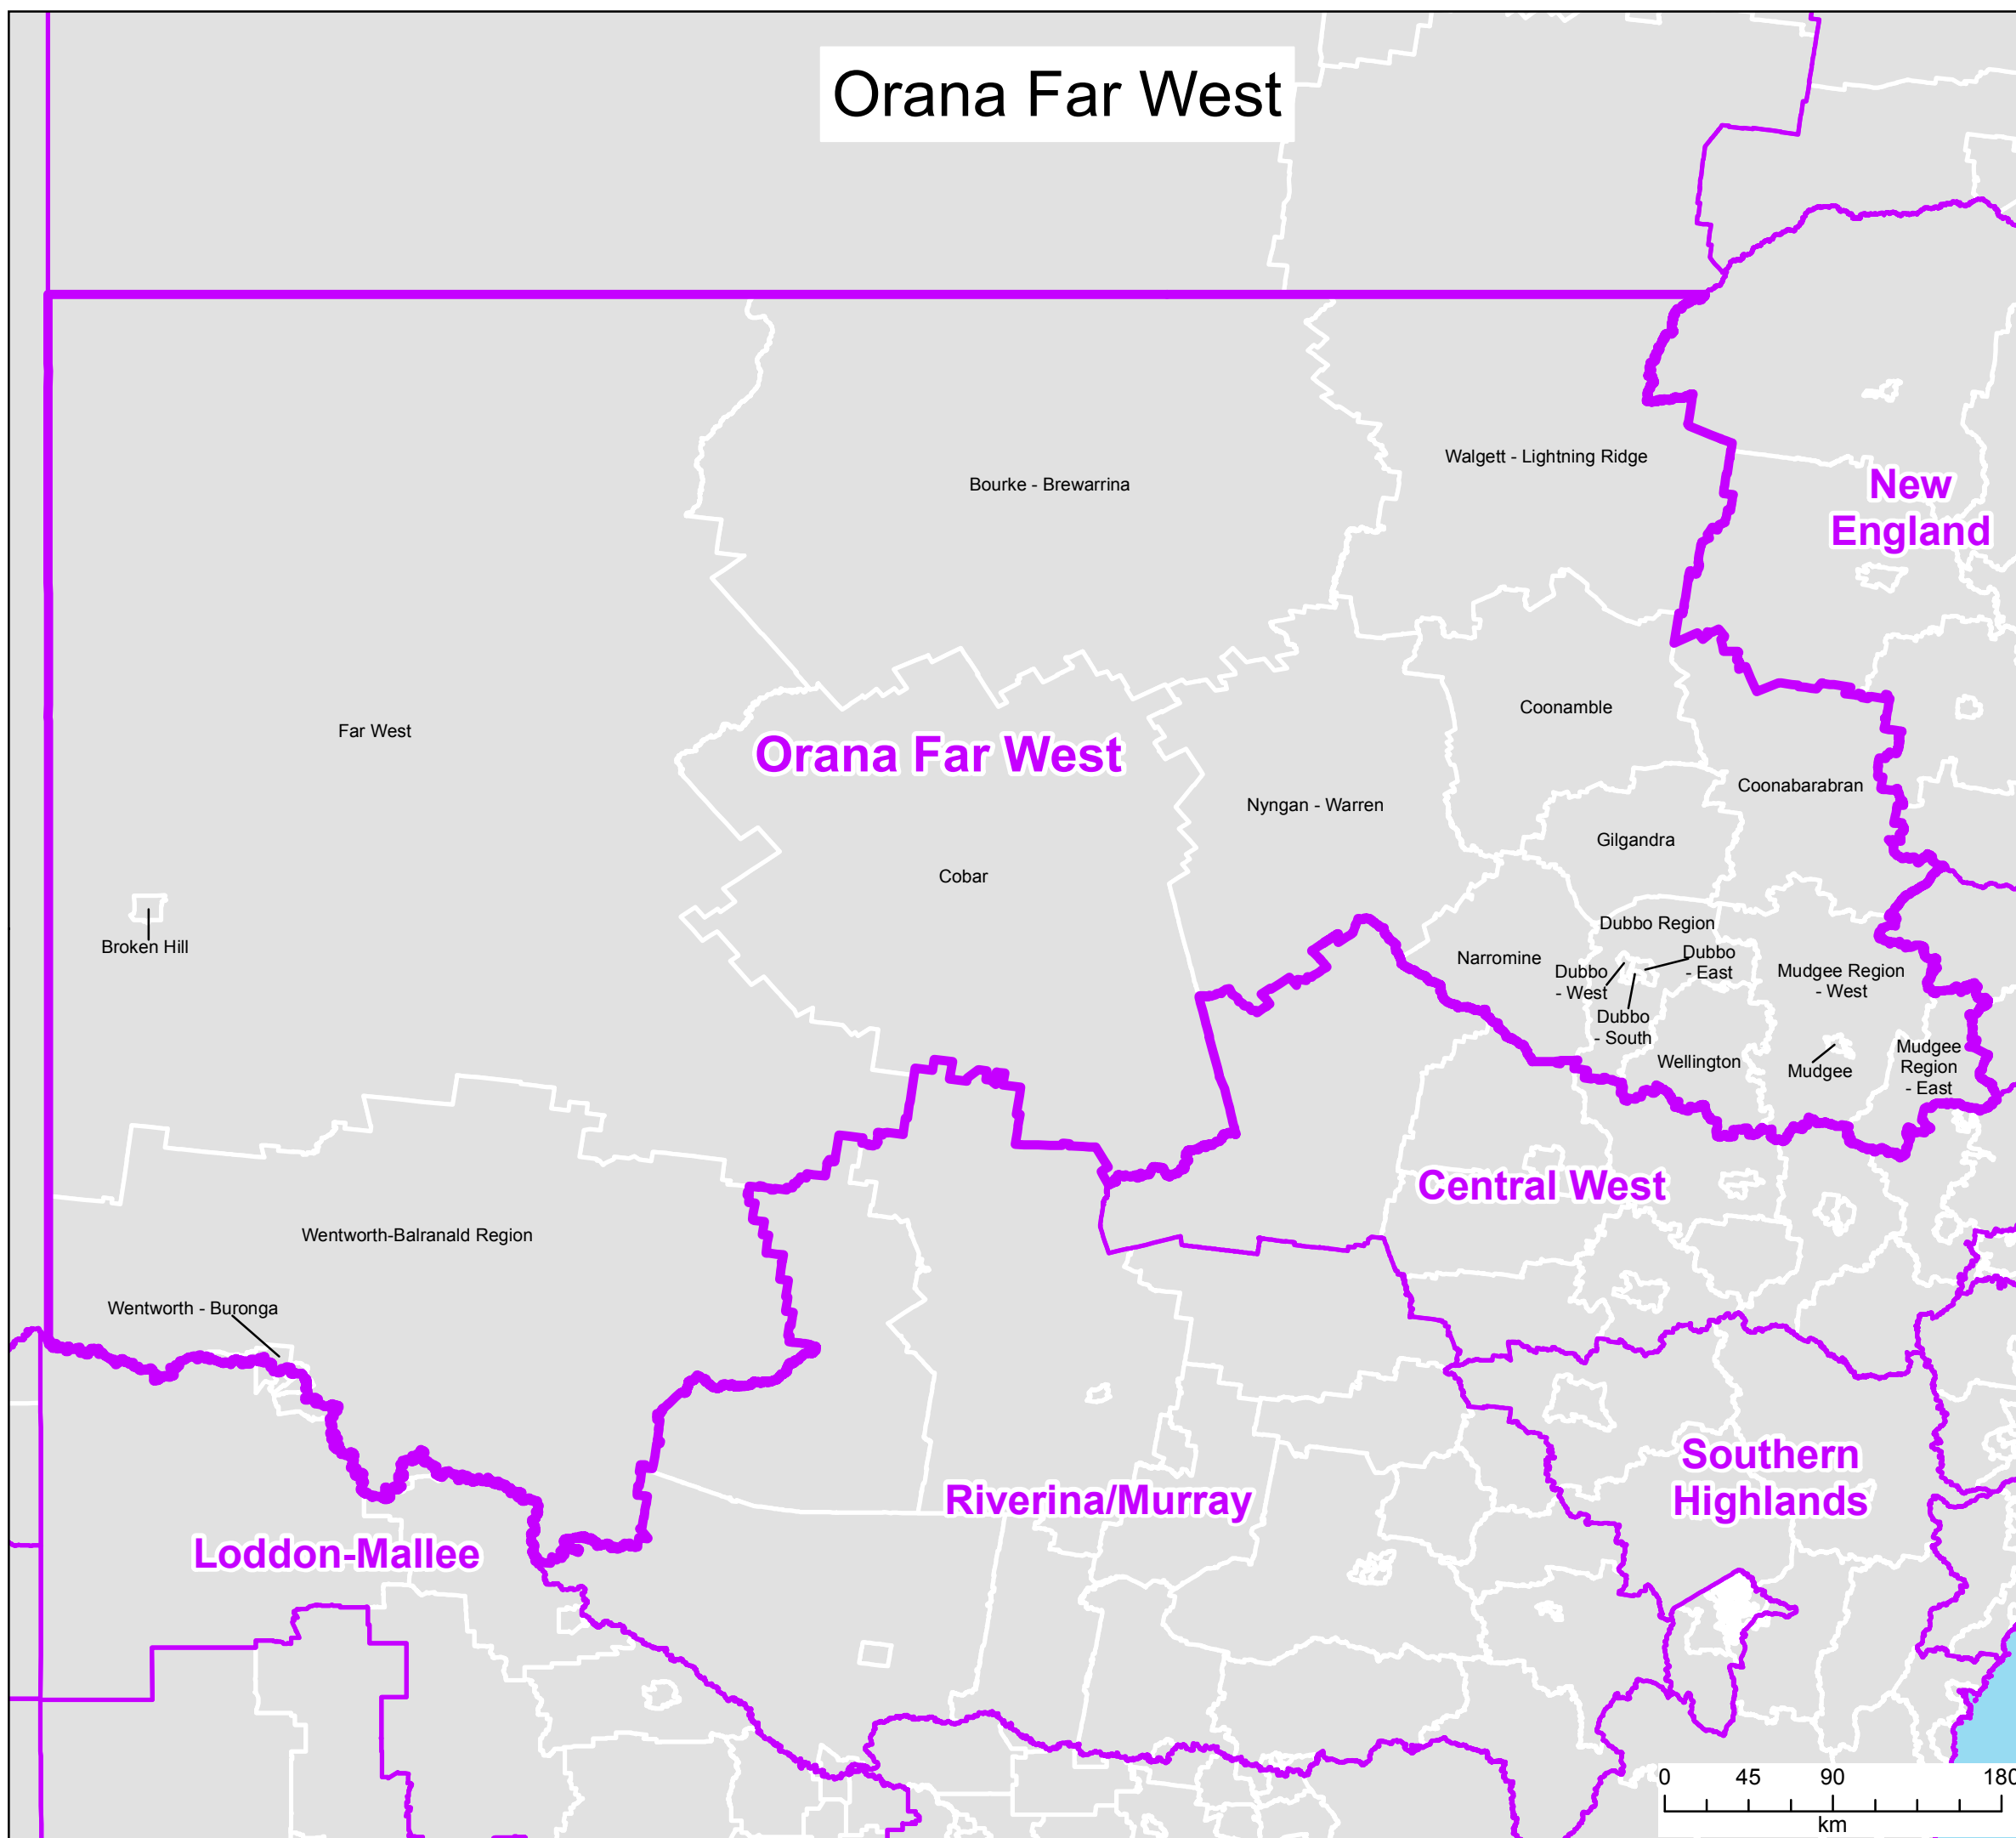 Orana Far West
Walgett - Lightning Ridge
Bourke - Brewarrina
New
England
Coonamble
Far West
Orana Far West
Coonabarabran
Nyngan - Warren
Gilgandra
Cobar
Dubbo Region
Broken Hill
Narromine
Dubbo
- East
Dubbo
- West
Mudgee Region
- West
Dubbo
- South
Mudgee
Region
- East
Wellington
Mudgee
Central West
Wentworth-Balranald Region
Wentworth - Buronga
Southern
Highlands
Riverina/Murray
Loddon-Mallee
0 45 90 180
km